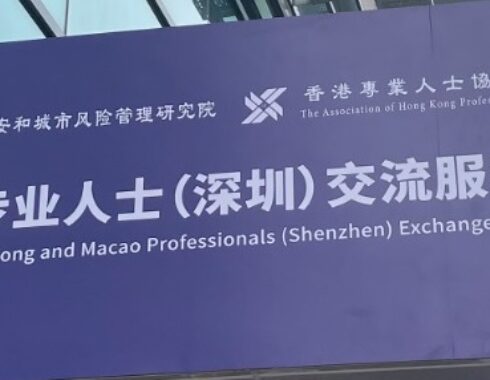 安和城市风险管理研究院
香港專業人士協
The Association of Hong Kong Profes
专业人士(深圳)交流服
ong and Macao Professionals (Shenzhen) Exchange